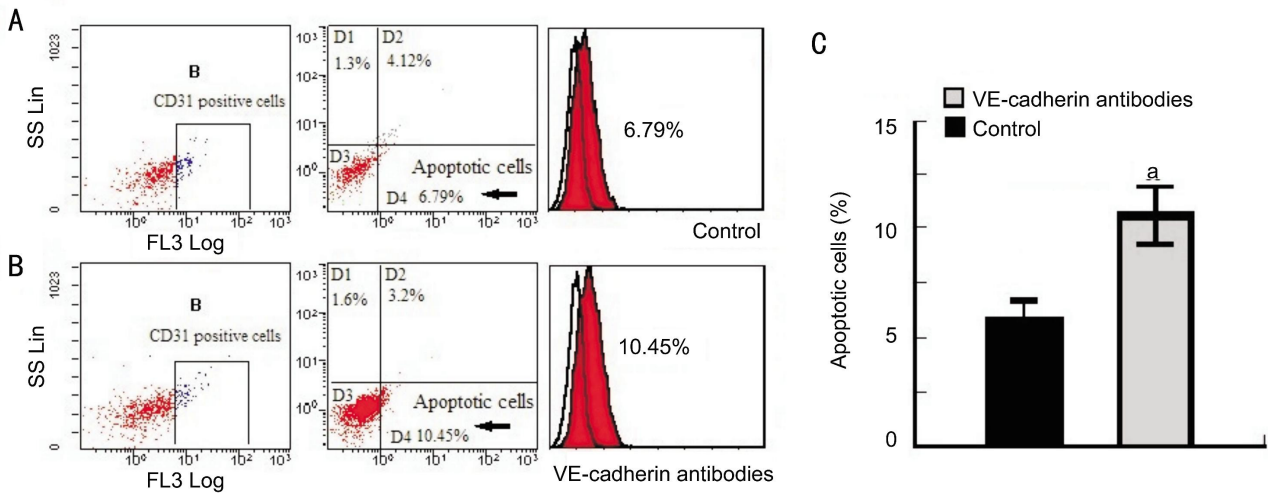 A
1023
SS Lin
0
B
CD31 positive cells
10⁰ 10¹ 10² 10³
FL3 Log
10³
10²
10¹
10⁰
D1 D2
1.3% 4.12%
D3
Apoptotic cells
D4 6.79%
10⁰ 10¹ 10² 10³
6.79%
Control
B
1023
SS Lin
0
B
CD31 positive cells
10⁰ 10¹ 10² 10³
FL3 Log
10³
10²
10¹
10⁰
D1 D2
1.6% 3.2%
D3
Apoptotic cells
D4 10.45%
10⁰ 10¹ 10² 10³
10.45%
VE-cadherin antibodies
C
VE-cadherin antibodies
Control
Apoptotic cells (%)
15
10
5
0
a